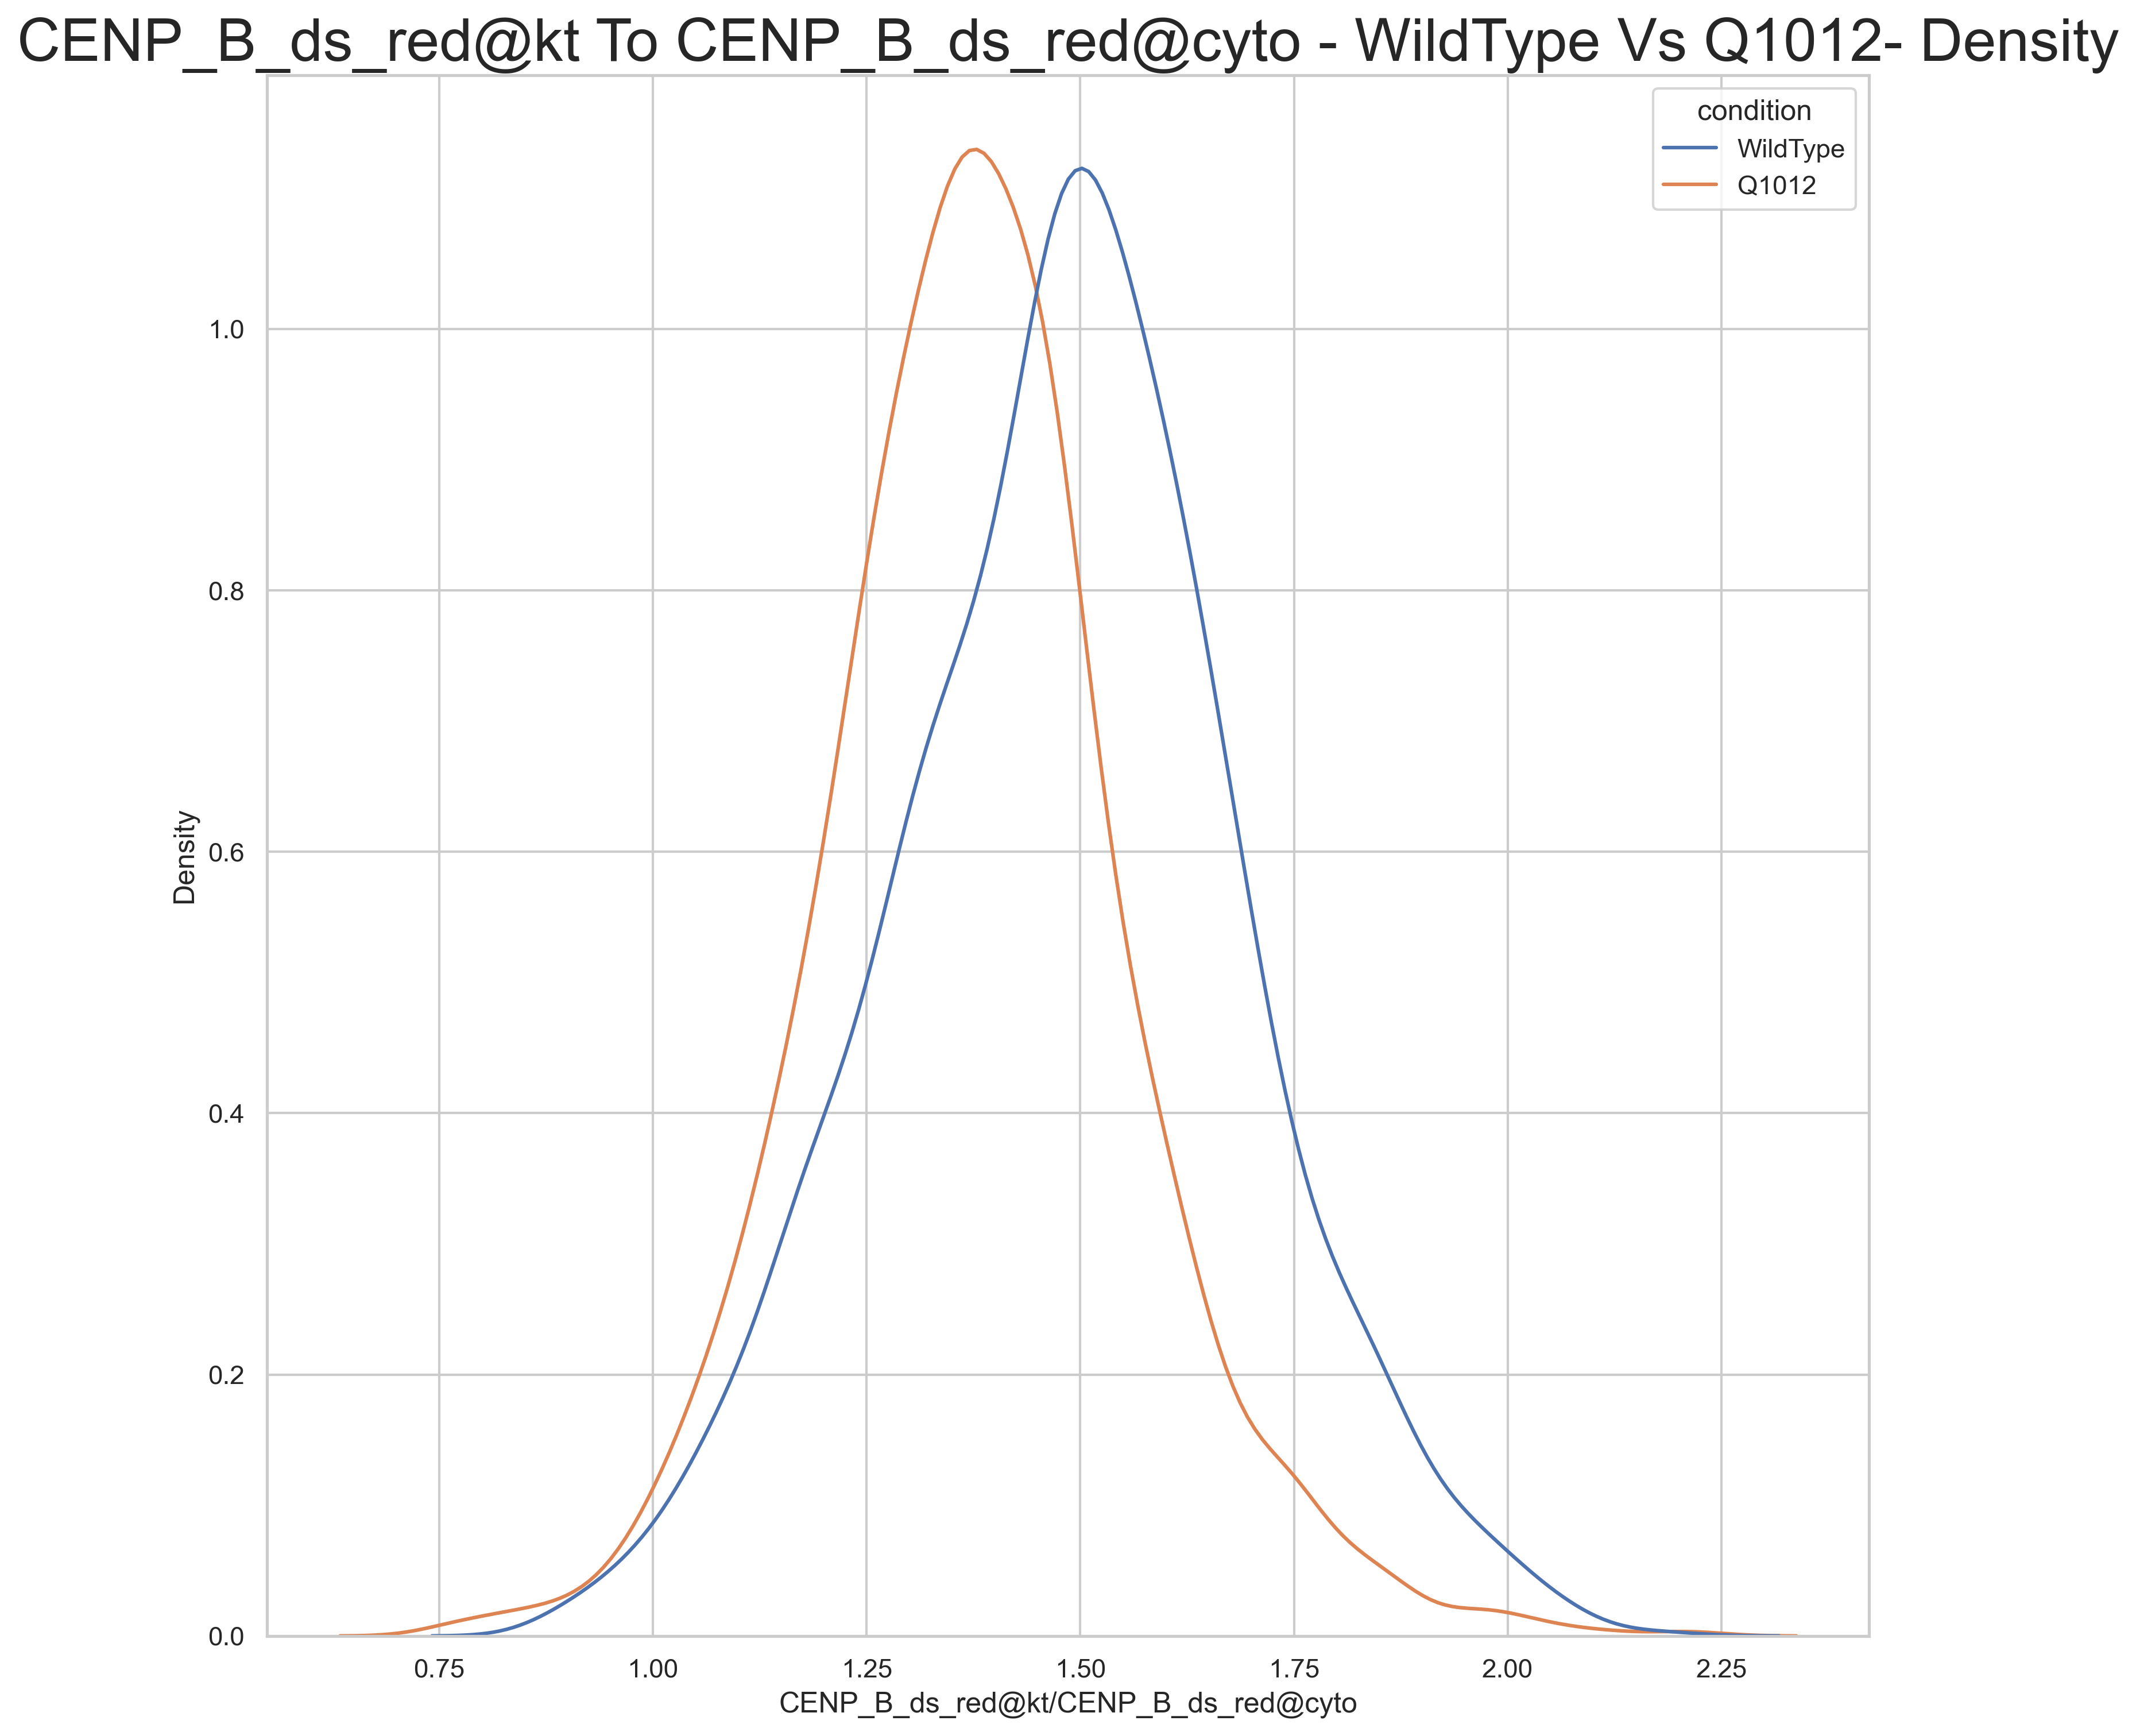 CENP_B_ds_red@kt To CENP_B_ds_red@cyto - WildType Vs Q1012- Density
condition
WildType
Q1012
1.0
0.8
0.6
0.4
0.2
0.0
Density
0.75 1.00 1.25 1.50 1.75 2.00 2.25
CENP_B_ds_red@kt/CENP_B_ds_red@cyto